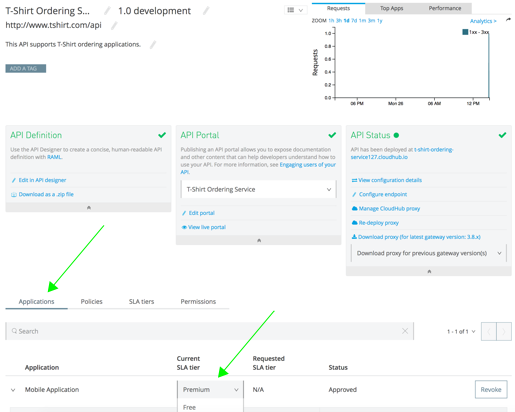 T-Shirt Ordering S...
1.0 development
http://www.tshirt.com/api
This API supports T-Shirt ordering applications.
ADD A TAG
Requests
Top Apps
Performance
ZOOM 1h 3h 1d 7d 1m 3m 1y
Analytics >
1xx - 3xx
Requests
1.0
0.8
0.6
0.4
0.2
0.0
06 PM
Mon 26
06 AM
12 PM
API Definition
Use the API Designer to create a concise, human-readable API
definition with RAML.
Edit in API designer
Download as a .zip file
API Portal
Publishing an API portal allows you to expose documentation
and other content that can help developers understand how to
use your API. For more information, see Engaging users of your
API.
T-Shirt Ordering Service
Edit portal
View live portal
API Status
API has been deployed at t-shirt-ordering-
service127.cloudhub.io
View configuration details
Configure endpoint
Manage CloudHub proxy
Re-deploy proxy
Download proxy (for latest gateway version: 3.8.x)
Download proxy for previous gateway version(s)
Applications
Policies
SLA tiers
Permissions
Search
1 - 1 of 1
Application
Current
SLA tier
Requested
SLA tier
Status
Mobile Application
Premium
N/A
Approved
Revoke
Free